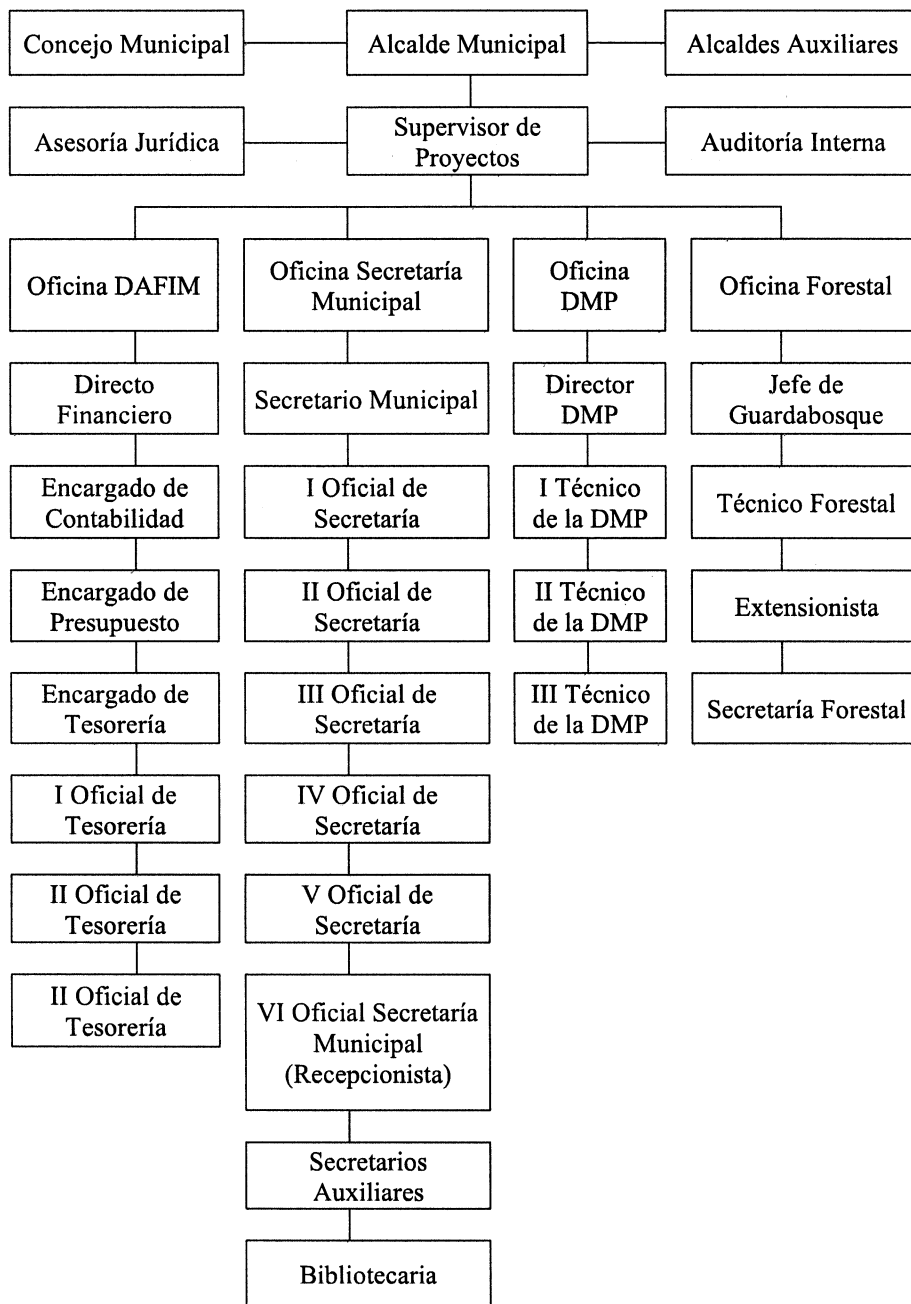 Concejo Municipal
Alcalde Municipal
Alcaldes Auxiliares
Asesoría Jurídica
Supervisor de
Proyectos
Auditoría Interna
Oficina DAFIM
Oficina Secretaría
Municipal
Oficina
DMP
Oficina Forestal
Directo
Financiero
Secretario Municipal
Director
DMP
Jefe de
Guardabosque
Encargado de
Contabilidad
I Oficial de
Secretaría
I Técnico
de la DMP
Técnico Forestal
Encargado de
Presupuesto
II Oficial de
Secretaría
II Técnico
de la DMP
Extensionista
Encargado de
Tesorería
III Oficial de
Secretaría
III Técnico
de la DMP
Secretaría Forestal
I Oficial de
Tesorería
IV Oficial de
Secretaría
II Oficial de
Tesorería
V Oficial de
Secretaría
II Oficial de
Tesorería
VI Oficial Secretaría
Municipal
(Recepcionista)
Secretarios
Auxiliares
Bibliotecaria